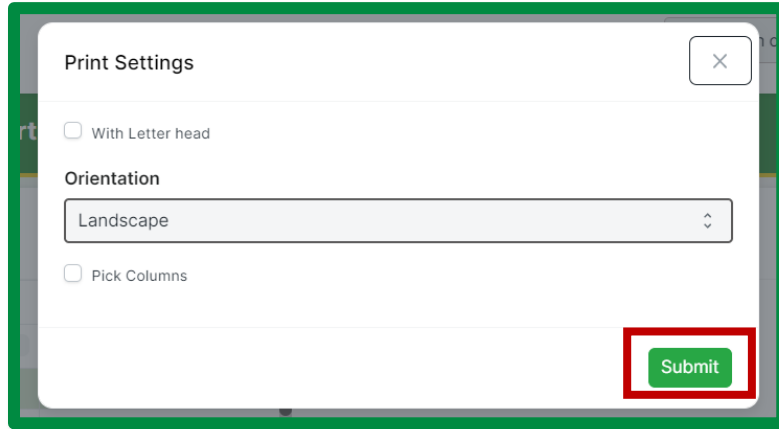 Print Settings
With Letter head
Orientation
Landscape
Pick Columns
Submit